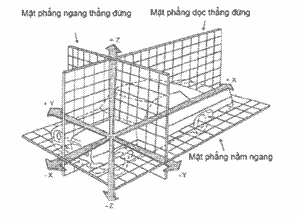 Mặt phẳng ngang thẳng đứng
Mặt phẳng dọc thẳng đứng
+Z
+X
+Y
-X
-Y
-Z
Mặt phẳng nằm ngang